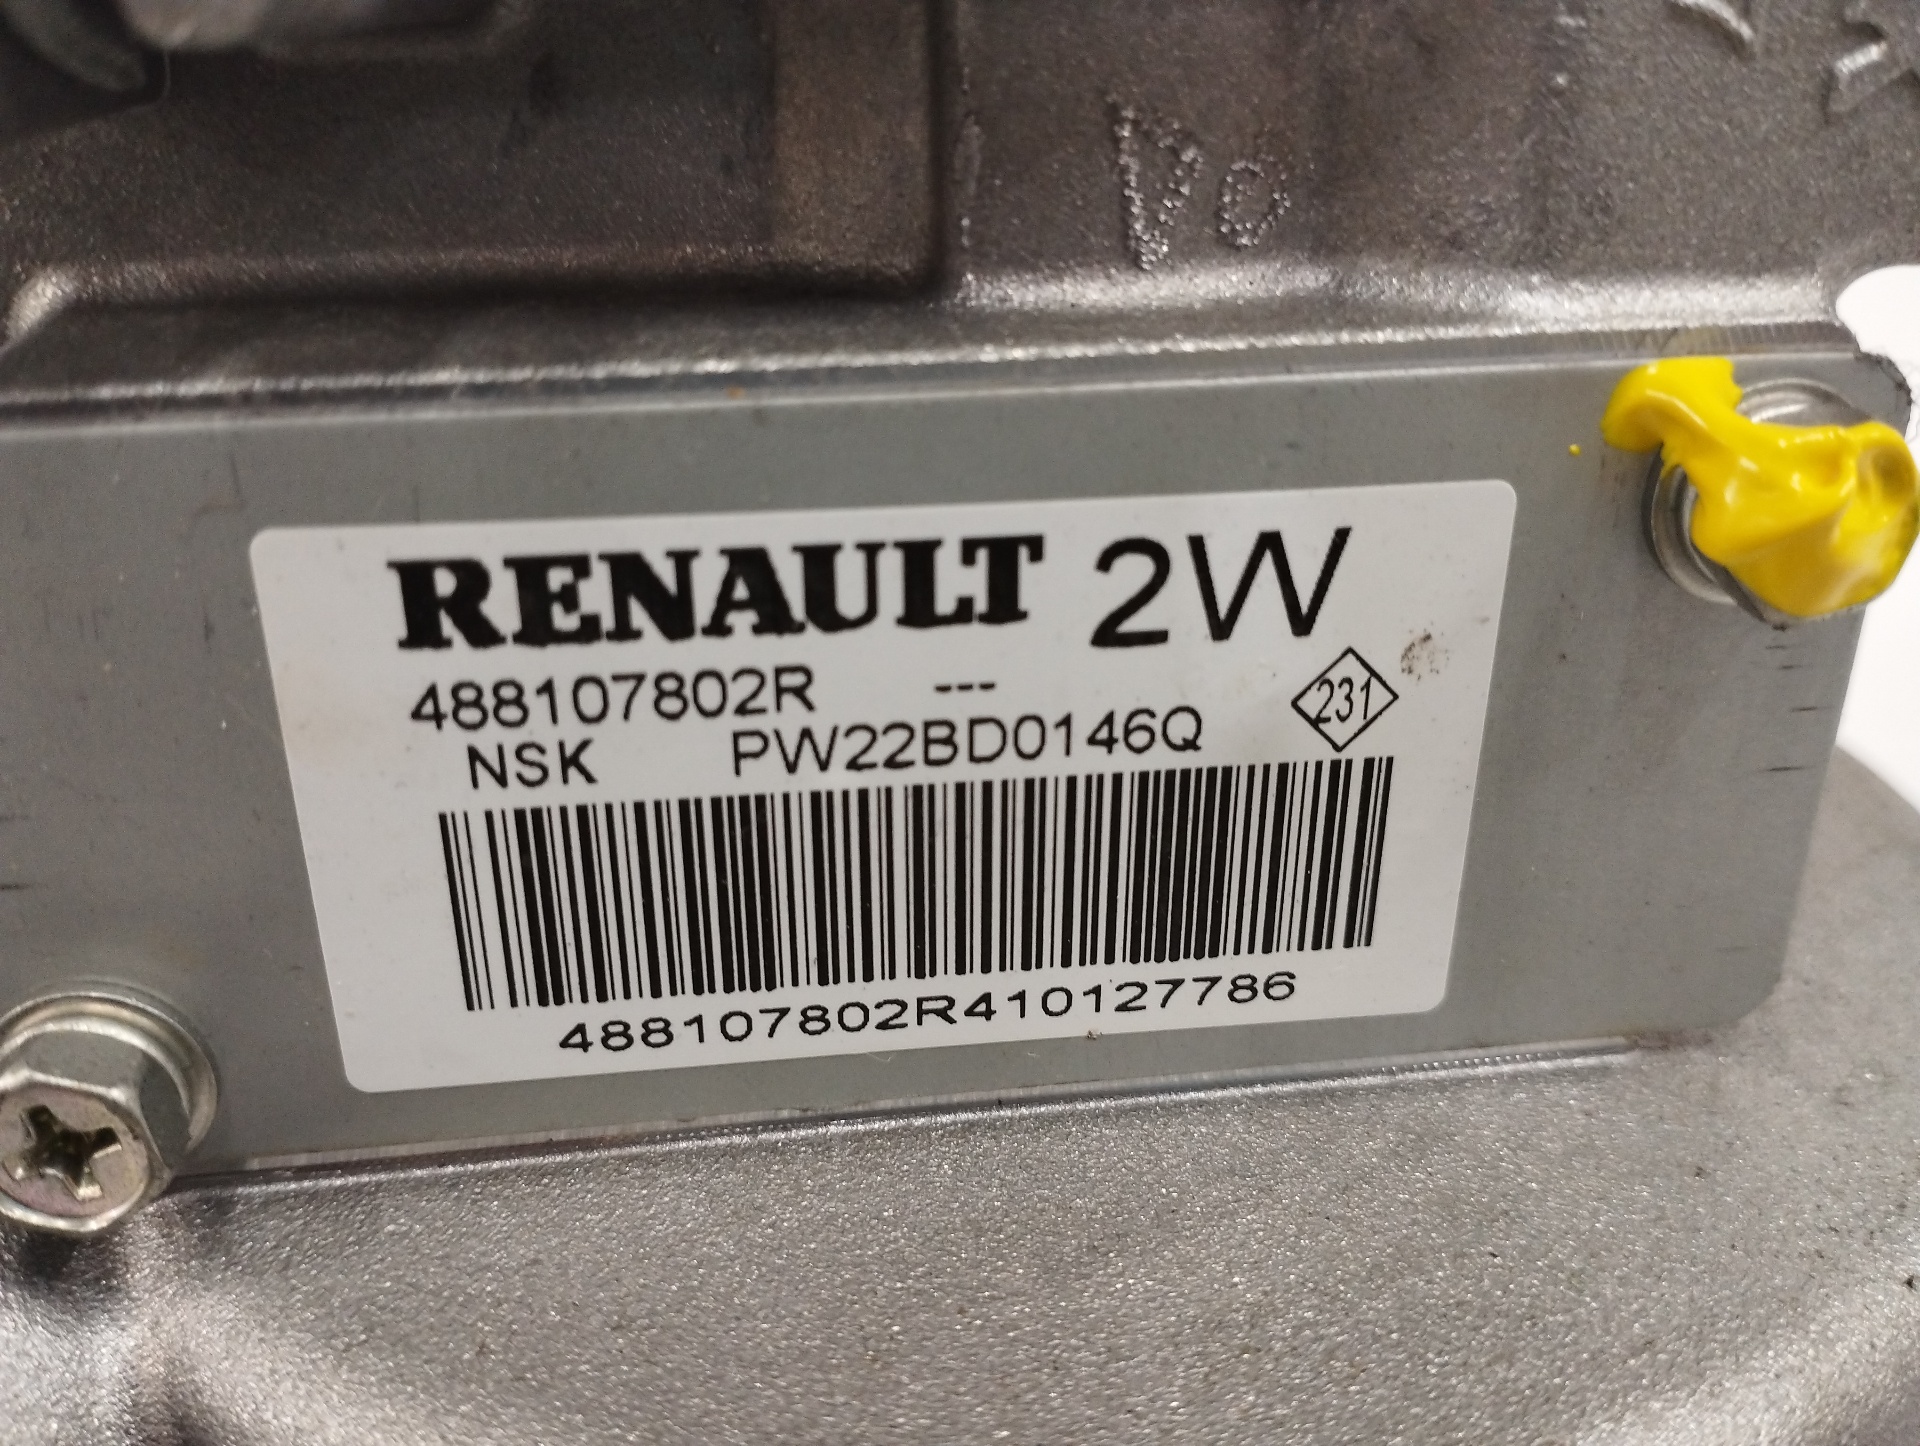 RENAULT 2W
488107802R ---
231
NSK PW22BD0146Q
488107802R410127786